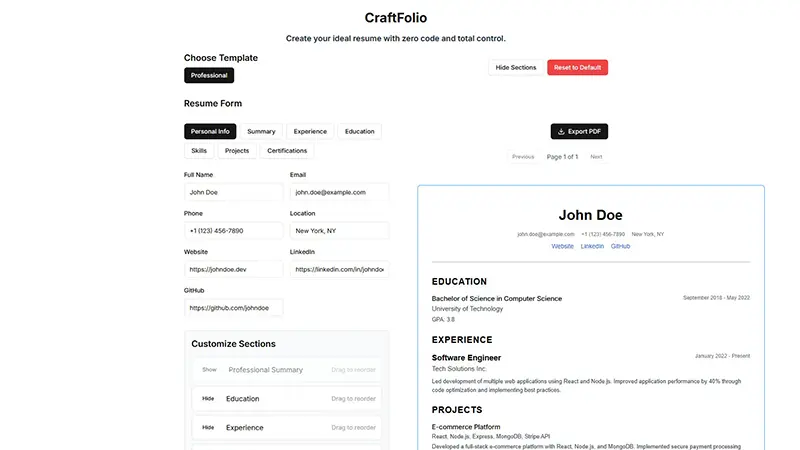 CraftFolio
Create your ideal resume with zero code and total control.
Choose Template
Professional
Hide Sections
Reset to Default
Resume Form
Personal Info
Summary
Experience
Education
Skills
Projects
Certifications
Full Name
Email
John Doe
john.doe@example.com
Phone
Location
+1 (123) 456-7890
New York, NY
Website
LinkedIn
https://johndoe.dev
https://linkedin.com/in/johndoe
GitHub
https://github.com/johndoe
Customize Sections
Show Professional Summary Drag to reorder
Hide Education Drag to reorder
Hide Experience Drag to reorder
Export PDF
Previous Page 1 of 1 Next
John Doe
john.doe@example.com +1 (123) 456-7890 New York, NY
Website LinkedIn GitHub
EDUCATION
Bachelor of Science in Computer Science September 2018 - May 2022
University of Technology
GPA: 3.8
EXPERIENCE
Software Engineer January 2022 - Present
Tech Solutions Inc.
Led development of multiple web applications using React and Node.js. Improved application performance by 40% through
code optimization and implementing best practices.
PROJECTS
E-commerce Platform
React, Node.js, Express, MongoDB, Stripe API
Developed a full-stack e-commerce platform with React, Node.js, and MongoDB. Implemented secure payment processing